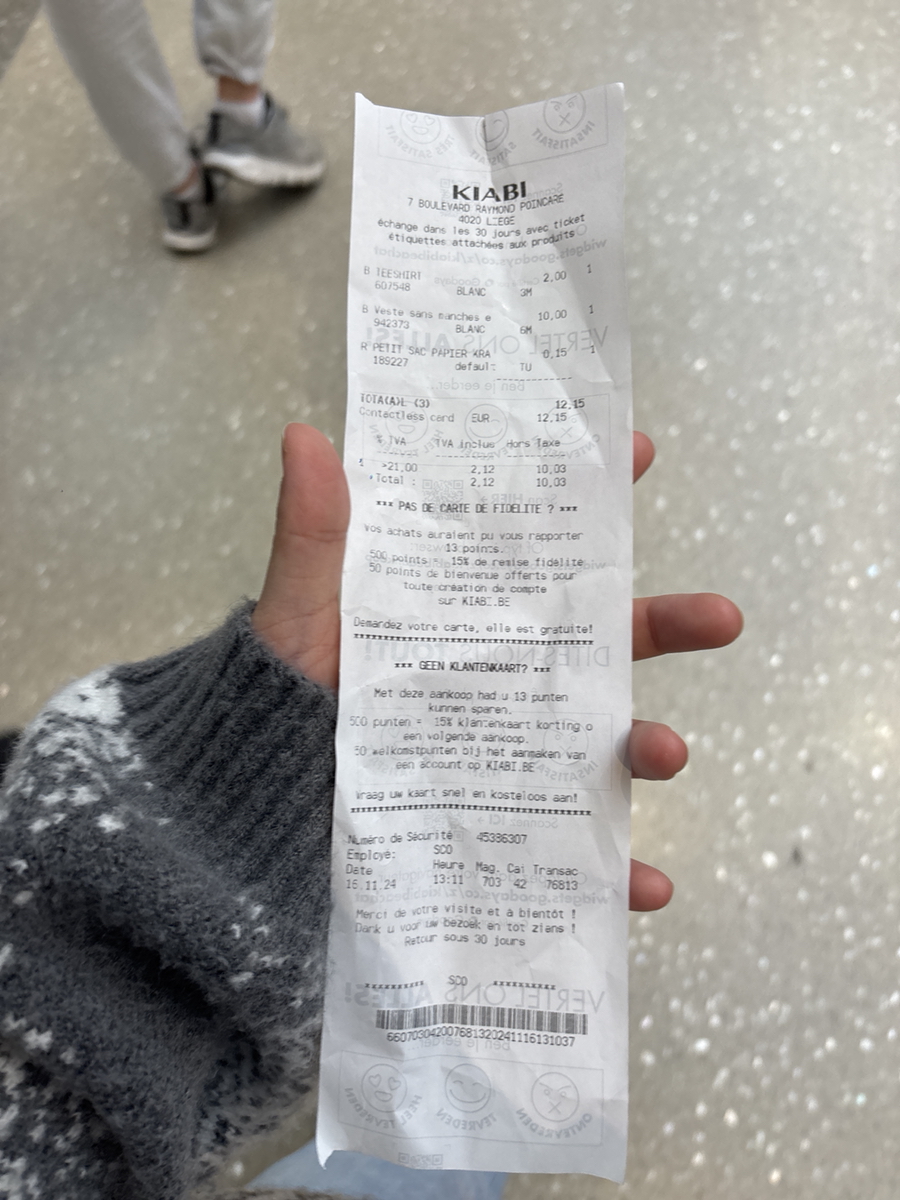 KIABI
7 BOULEVARD RAYMOND POINCARE
4020 LIEGE
échange dans les 30 jours avec ticket
étiquettes attachées aux produits
B TEESHIRT 2,00 1
607548 BLANC 3M
B Veste sans manches e 10,00 1
942373 BLANC 6M
R PETIT SAC PAPIER KRA 0,15 1
189227 default TU
------------
TOTA(A)L (3) 12,15
Contactless card EUR 12,15
% TVA TVA inclus Hors Taxe
>21,00 2,12 10,03
Total : 2,12 10,03
*** PAS DE CARTE DE FIDELITE ? ***
Vos achats auraient pu vous rapporter
13 points.
500 points = 15% de remise fidélité
50 points de bienvenue offerts pour
toute création de compte
sur KIABI.BE
Demandez votre carte, elle est gratuite!
*** GEEN KLANTENKAART? ***
Met deze aankoop had u 13 punten
kunnen sparen.
500 punten = 15% klantenkaart korting o
een volgende aankoop.
50 welkomstpunten bij het aanmaken van
een account op KIABI.BE
Vraag uw kaart snel en kosteloos aan!
Numéro de Sécurité 45386307
Employé: SCO
Date Heure Mag. Cai Transac
16.11.24 13:11 703 42 76813
Merci de votre visite et à bientôt !
Dank u voor uw bezoek en tot ziens !
Retour sous 30 jours
********** SCO **********
660703042007681320241116131037